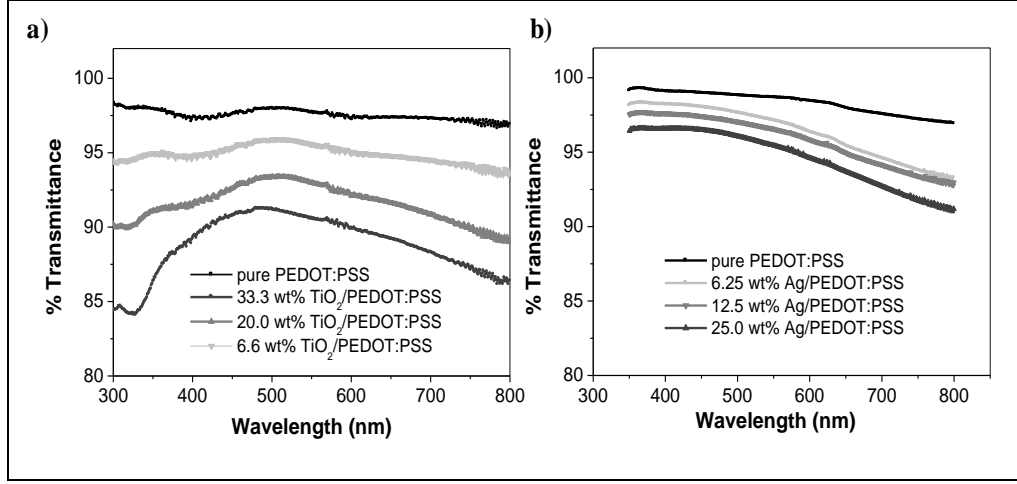 a)
100
95
90
85
80
% Transmittance
pure PEDOT:PSS
33.3 wt% TiO2/PEDOT:PSS
20.0 wt% TiO2/PEDOT:PSS
6.6 wt% TiO2/PEDOT:PSS
300 400 500 600 700 800
Wavelength (nm)
b)
100
95
90
85
80
% Transmittance
pure PEDOT:PSS
6.25 wt% Ag/PEDOT:PSS
12.5 wt% Ag/PEDOT:PSS
25.0 wt% Ag/PEDOT:PSS
300 400 500 600 700 800
Wavelength (nm)